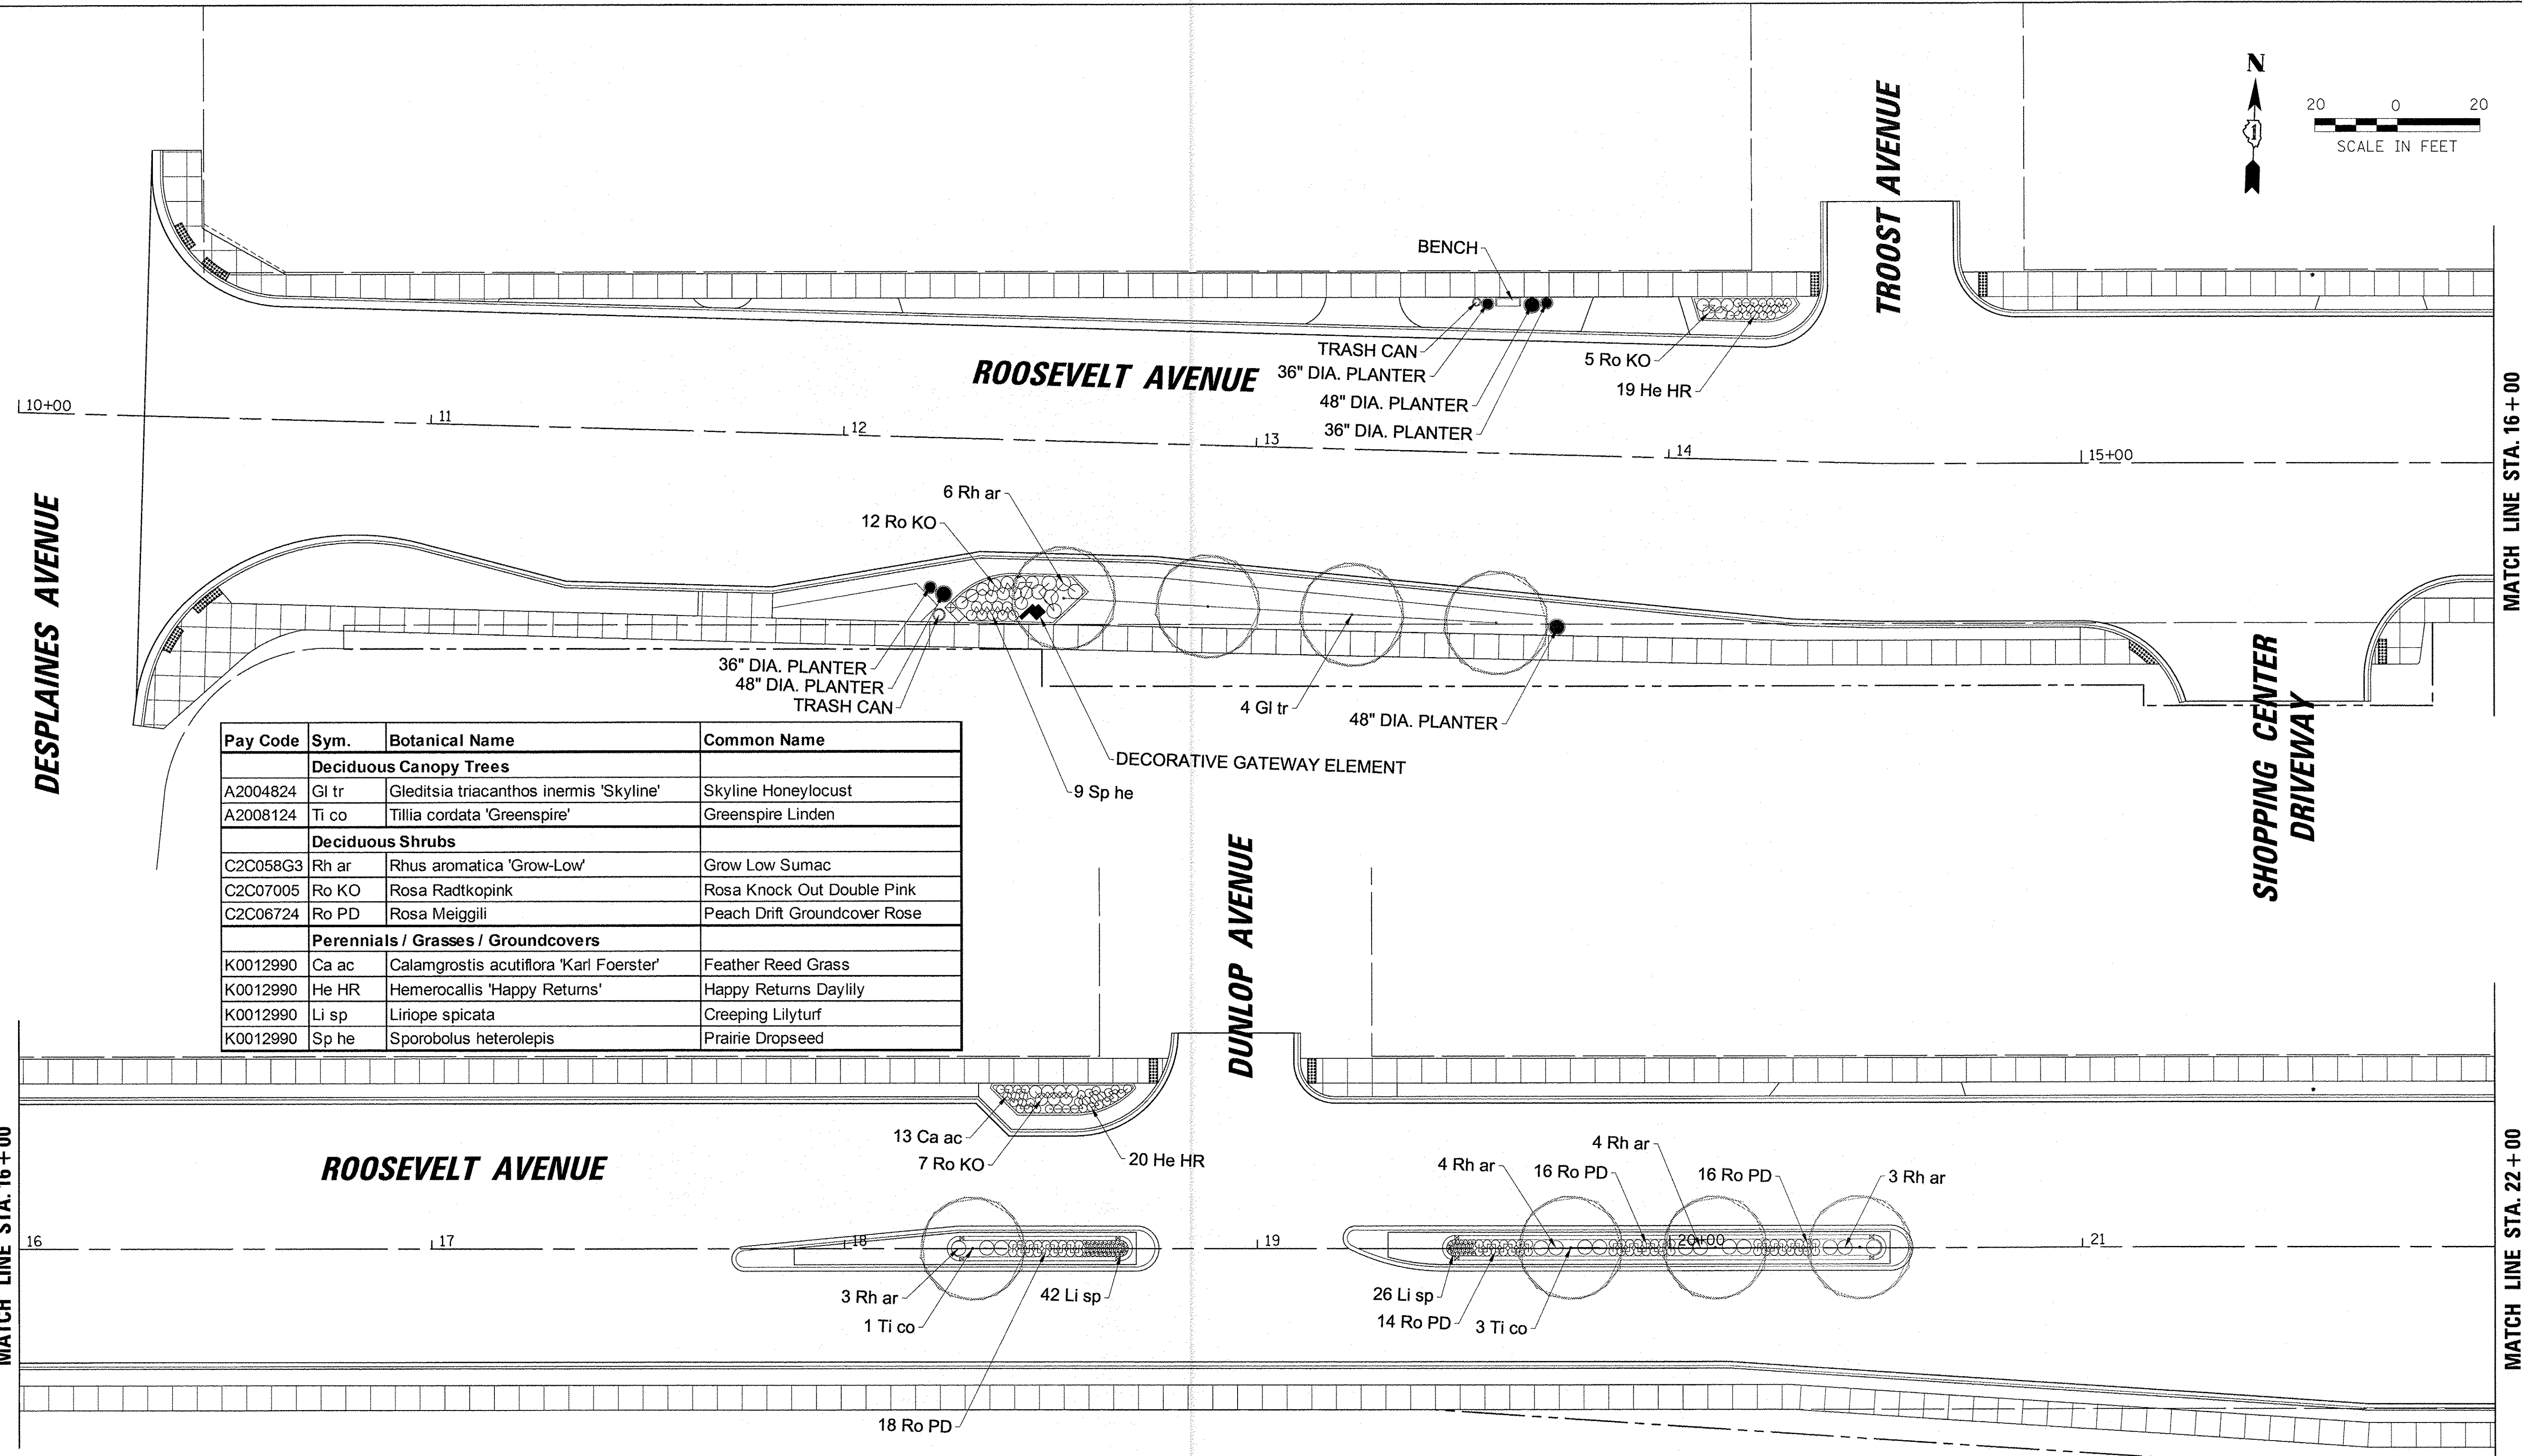 N
20 0 20
SCALE IN FEET
1
TROOST AVENUE
BENCH
TRASH CAN
36" DIA. PLANTER
48" DIA. PLANTER
36" DIA. PLANTER
5 Ro KO
19 He HR
ROOSEVELT AVENUE
10+00
11
12
13
14
15+00
MATCH LINE STA. 16+00
DESPLAINES AVENUE
6 Rh ar
12 Ro KO
36" DIA. PLANTER
48" DIA. PLANTER
TRASH CAN
4 Gl tr
48" DIA. PLANTER
DECORATIVE GATEWAY ELEMENT
9 Sp he
SHOPPING CENTER
DRIVEWAY
Pay Code Sym. Botanical Name Common Name
Deciduous Canopy Trees
A2004824 Gl tr Gleditsia triacanthos inermis 'Skyline' Skyline Honeylocust
A2008124 Ti co Tillia cordata 'Greenspire' Greenspire Linden
Deciduous Shrubs
C2C058G3 Rh ar Rhus aromatica 'Grow-Low' Grow Low Sumac
C2C07005 Ro KO Rosa Radtkopink Rosa Knock Out Double Pink
C2C06724 Ro PD Rosa Meiggili Peach Drift Groundcover Rose
Perennials / Grasses / Groundcovers
K0012990 Ca ac Calamgrostis acutiflora 'Karl Foerster' Feather Reed Grass
K0012990 He HR Hemerocallis 'Happy Returns' Happy Returns Daylily
K0012990 Li sp Liriope spicata Creeping Lilyturf
K0012990 Sp he Sporobolus heterolepis Prairie Dropseed
DUNLOP AVENUE
MATCH LINE STA. 16+00
13 Ca ac
7 Ro KO
20 He HR
ROOSEVELT AVENUE
4 Rh ar
4 Rh ar
16 Ro PD
16 Ro PD
3 Rh ar
16
17
18
19
20+00
21
3 Rh ar
1 Ti co
42 Li sp
18 Ro PD
26 Li sp
14 Ro PD
3 Ti co
MATCH LINE STA. 22+00